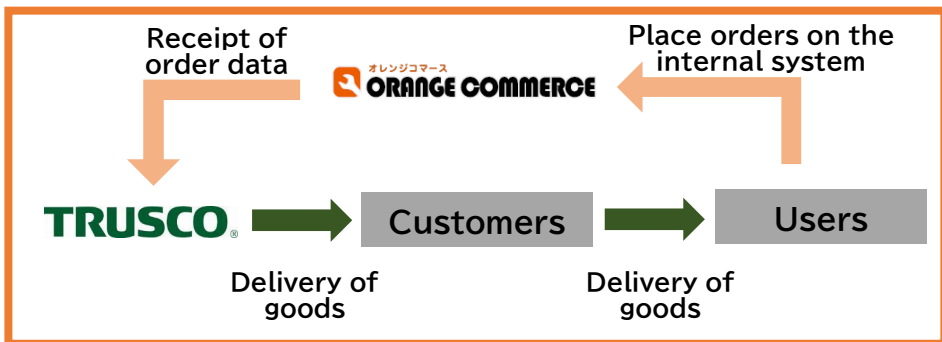 Receipt of
order data
Place orders on the
internal system
オレンジコマース
ORANGE COMMERCE
TRUSCO®
Customers
Users
Delivery of
goods
Delivery of
goods